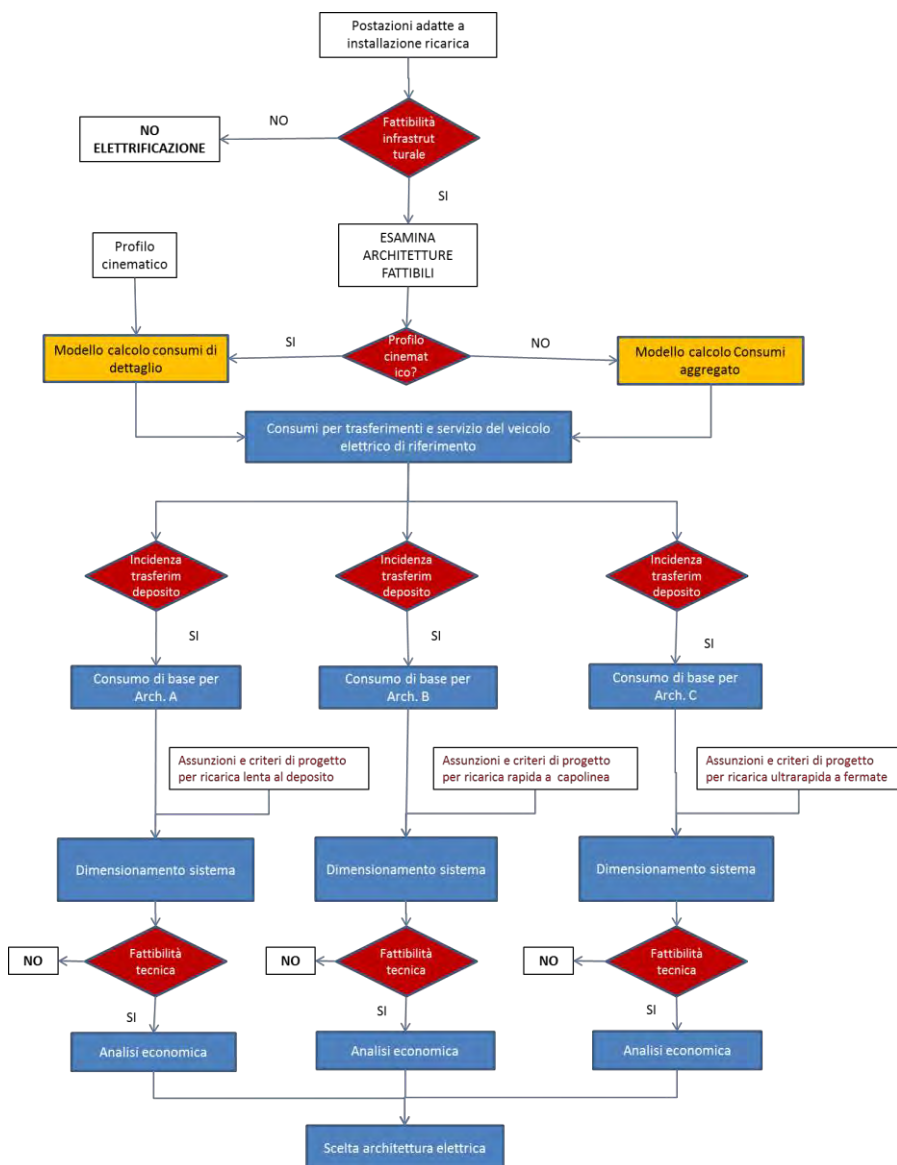 Postazioni adatte a
installazione ricarica
Fattibilità
infrastrut
turale
NO
NO
ELETTRIFICAZIONE
SI
ESAMINA
ARCHITETTURE
FATTIBILI
Profilo
cinematico
Profilo
cinemat
ico?
SI
NO
Modello calcolo consumi di
dettaglio
Modello calcolo Consumi
aggregato
Consumi per trasferimenti e servizio del veicolo
elettrico di riferimento
Incidenza
trasferim
deposito
Incidenza
trasferim
deposito
Incidenza
trasferim
deposito
SI
SI
SI
Consumo di base per
Arch. A
Consumo di base per
Arch. B
Consumo di base per
Arch. C
Assunzioni e criteri di progetto
per ricarica lenta al deposito
Assunzioni e criteri di progetto
per ricarica rapida a capolinea
Assunzioni e criteri di progetto
per ricarica ultrarapida a fermate
Dimensionamento sistema
Dimensionamento sistema
Dimensionamento sistema
NO
Fattibilità
tecnica
NO
Fattibilità
tecnica
NO
Fattibilità
tecnica
SI
SI
SI
Analisi economica
Analisi economica
Analisi economica
Scelta architettura elettrica